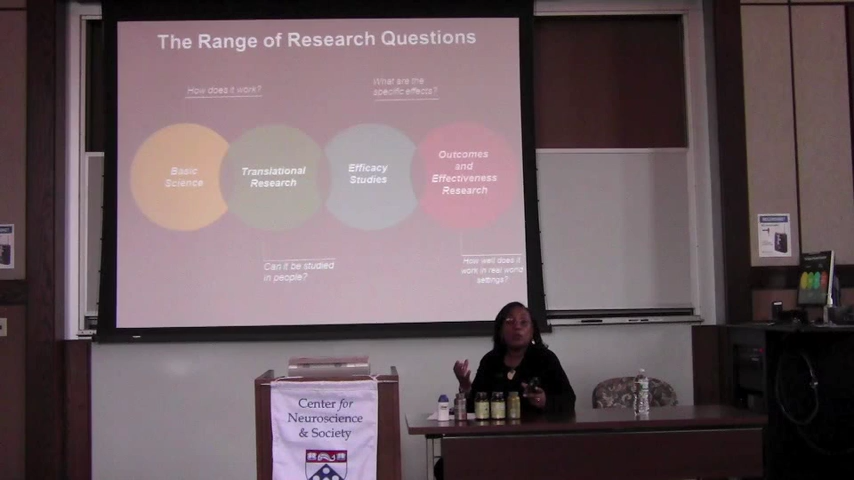 The Range of Research Questions
How does it work?
What are the
specific effects?
Basic
Science
Translational
Research
Efficacy
Studies
Outcomes
and
Effectiveness
Research
Can it be studied
in people?
How well does it
work in real world
settings?
Center for
Neuroscience
& Society